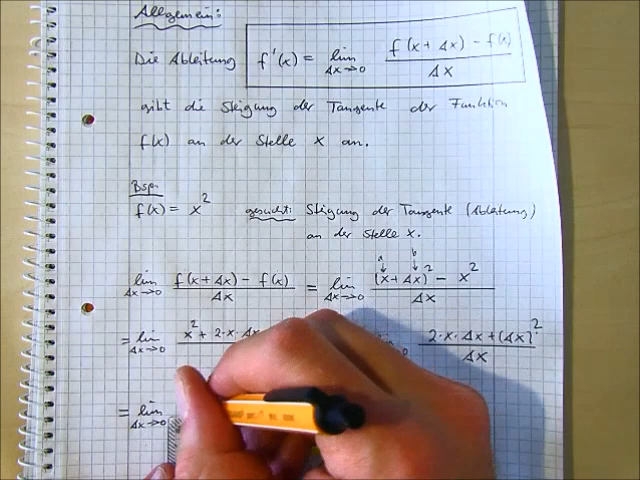 Allgemein:
Die Ableitung f'(x) = lim Δx→0 (f(x + Δx) − f(x)) / Δx
gibt die Steigung der Tangente der Funktion
f(x) an der Stelle x an.
Bsp:
f(x) = x² gesucht: Steigung der Tangente (Ableitung)
an der Stelle x.
a b
lim Δx→0 (f(x + Δx) − f(x)) / Δx = lim Δx→0 ((x + Δx)² − x²) / Δx
= lim Δx→0 x² + 2·x·Δx (2·x·Δx + (Δx)²) / Δx
= lim Δx→0